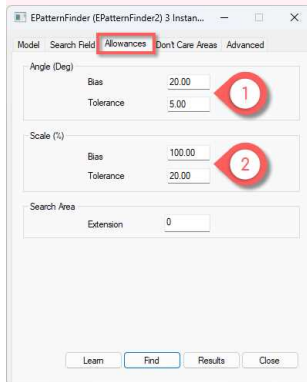 EPatternFinder (EPatternFinder2) 3 Instan...
Model Search Field Allowances Don't Care Areas Advanced
Angle (Deg)
Bias 20.00
Tolerance 5.00
1
Scale (%)
Bias 100.00
Tolerance 20.00
2
Search Area
Extension 0
Learn Find Results Close